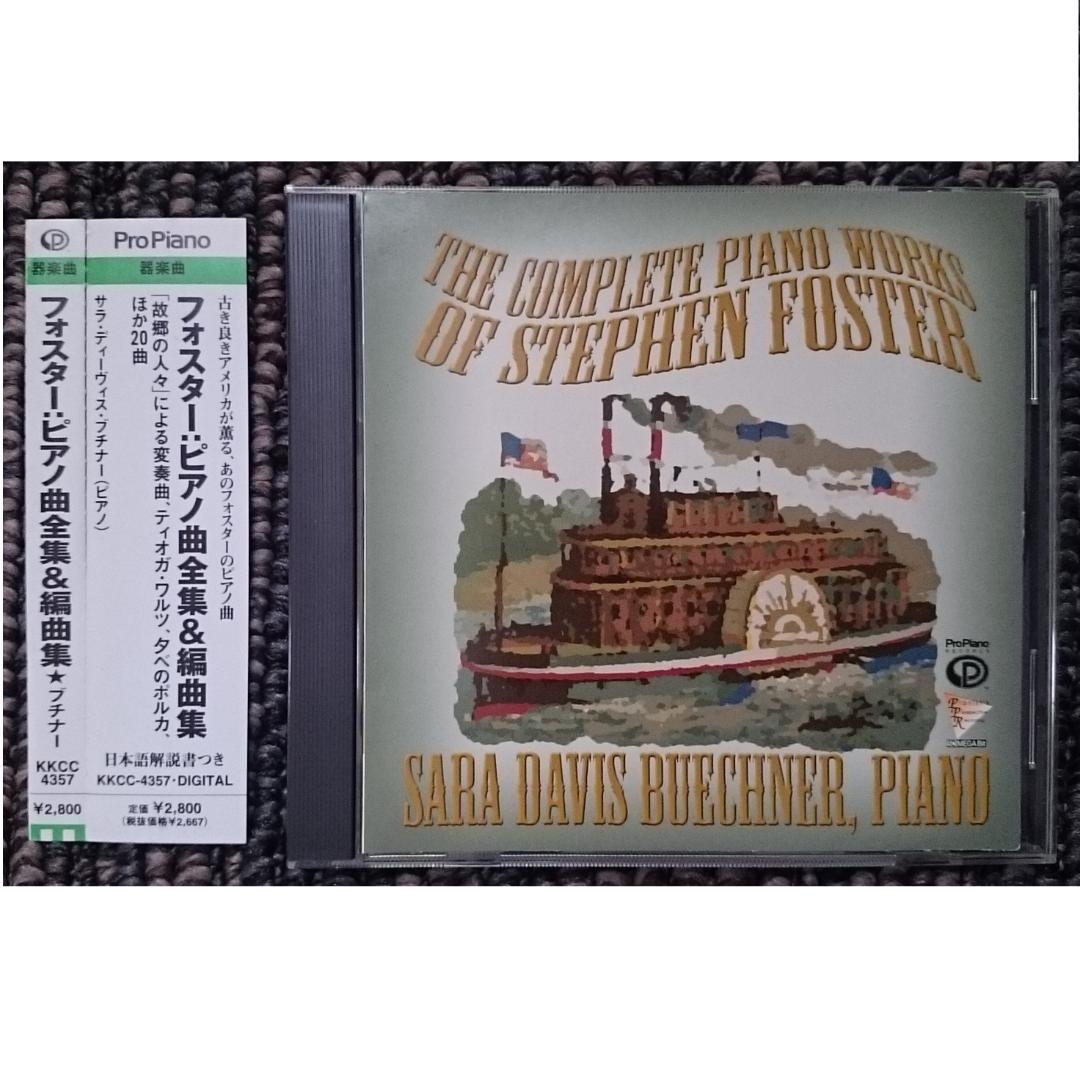 ProPiano
器楽曲
フォスター:ピアノ曲全集&編曲集★ブチナー
KKCC
4357
¥2,800
器楽曲
古き良きアメリカが薫る、あのフォスターのピアノ曲
フォスター:ピアノ曲全集&編曲集
「故郷の人々」による変奏曲、ティオガ・ワルツ、夕べのポルカ、
ほか20曲
サラ・ディーヴィス・ブチナー(ピアノ)
日本語解説書つき
KKCC-4357・DIGITAL
定価 ¥2,800
(税抜価格¥2,667)
THE COMPLETE PIANO WORKS
OF STEPHEN FOSTER
ProPiano
RECORDS
SARA DAVIS BUECHNER, PIANO